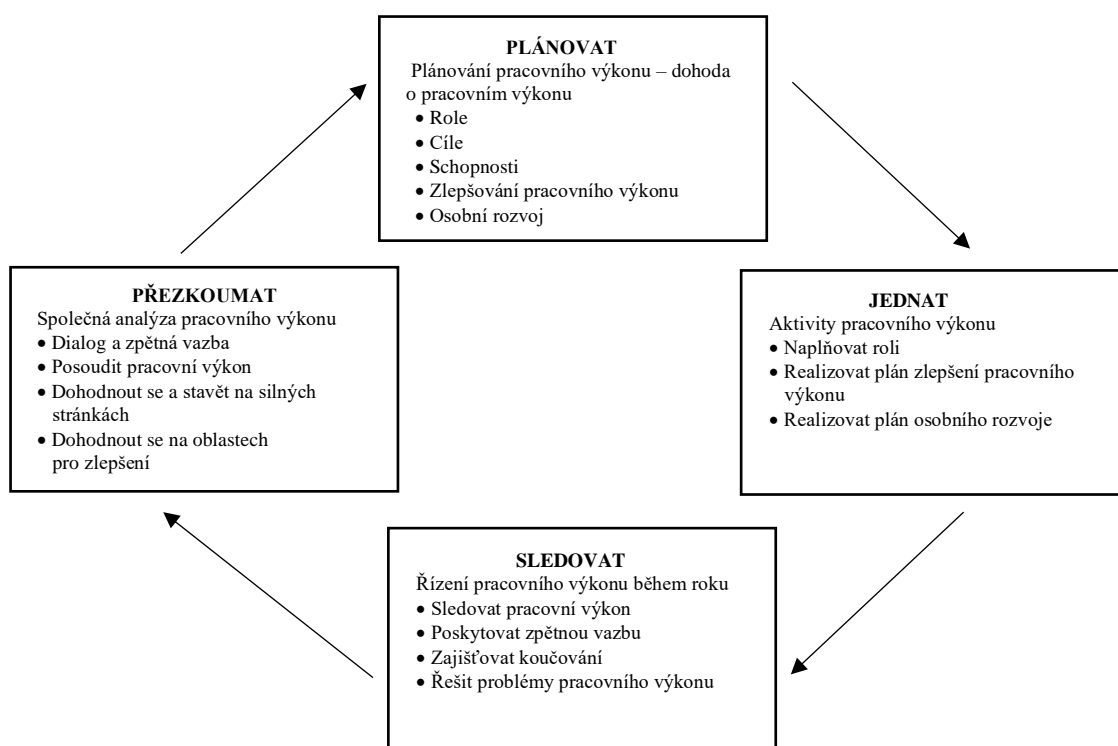 PLÁNOVAT
Plánování pracovního výkonu – dohoda
o pracovním výkonu
• Role
• Cíle
• Schopnosti
• Zlepšování pracovního výkonu
• Osobní rozvoj
PŘEZKOUMAT
Společná analýza pracovního výkonu
• Dialog a zpětná vazba
• Posoudit pracovní výkon
• Dohodnout se a stavět na silných
stránkách
• Dohodnout se na oblastech
pro zlepšení
JEDNAT
Aktivity pracovního výkonu
• Naplňovat roli
• Realizovat plán zlepšení pracovního
výkonu
• Realizovat plán osobního rozvoje
SLEDOVAT
Řízení pracovního výkonu během roku
• Sledovat pracovní výkon
• Poskytovat zpětnou vazbu
• Zajišťovat koučování
• Řešit problémy pracovního výkonu